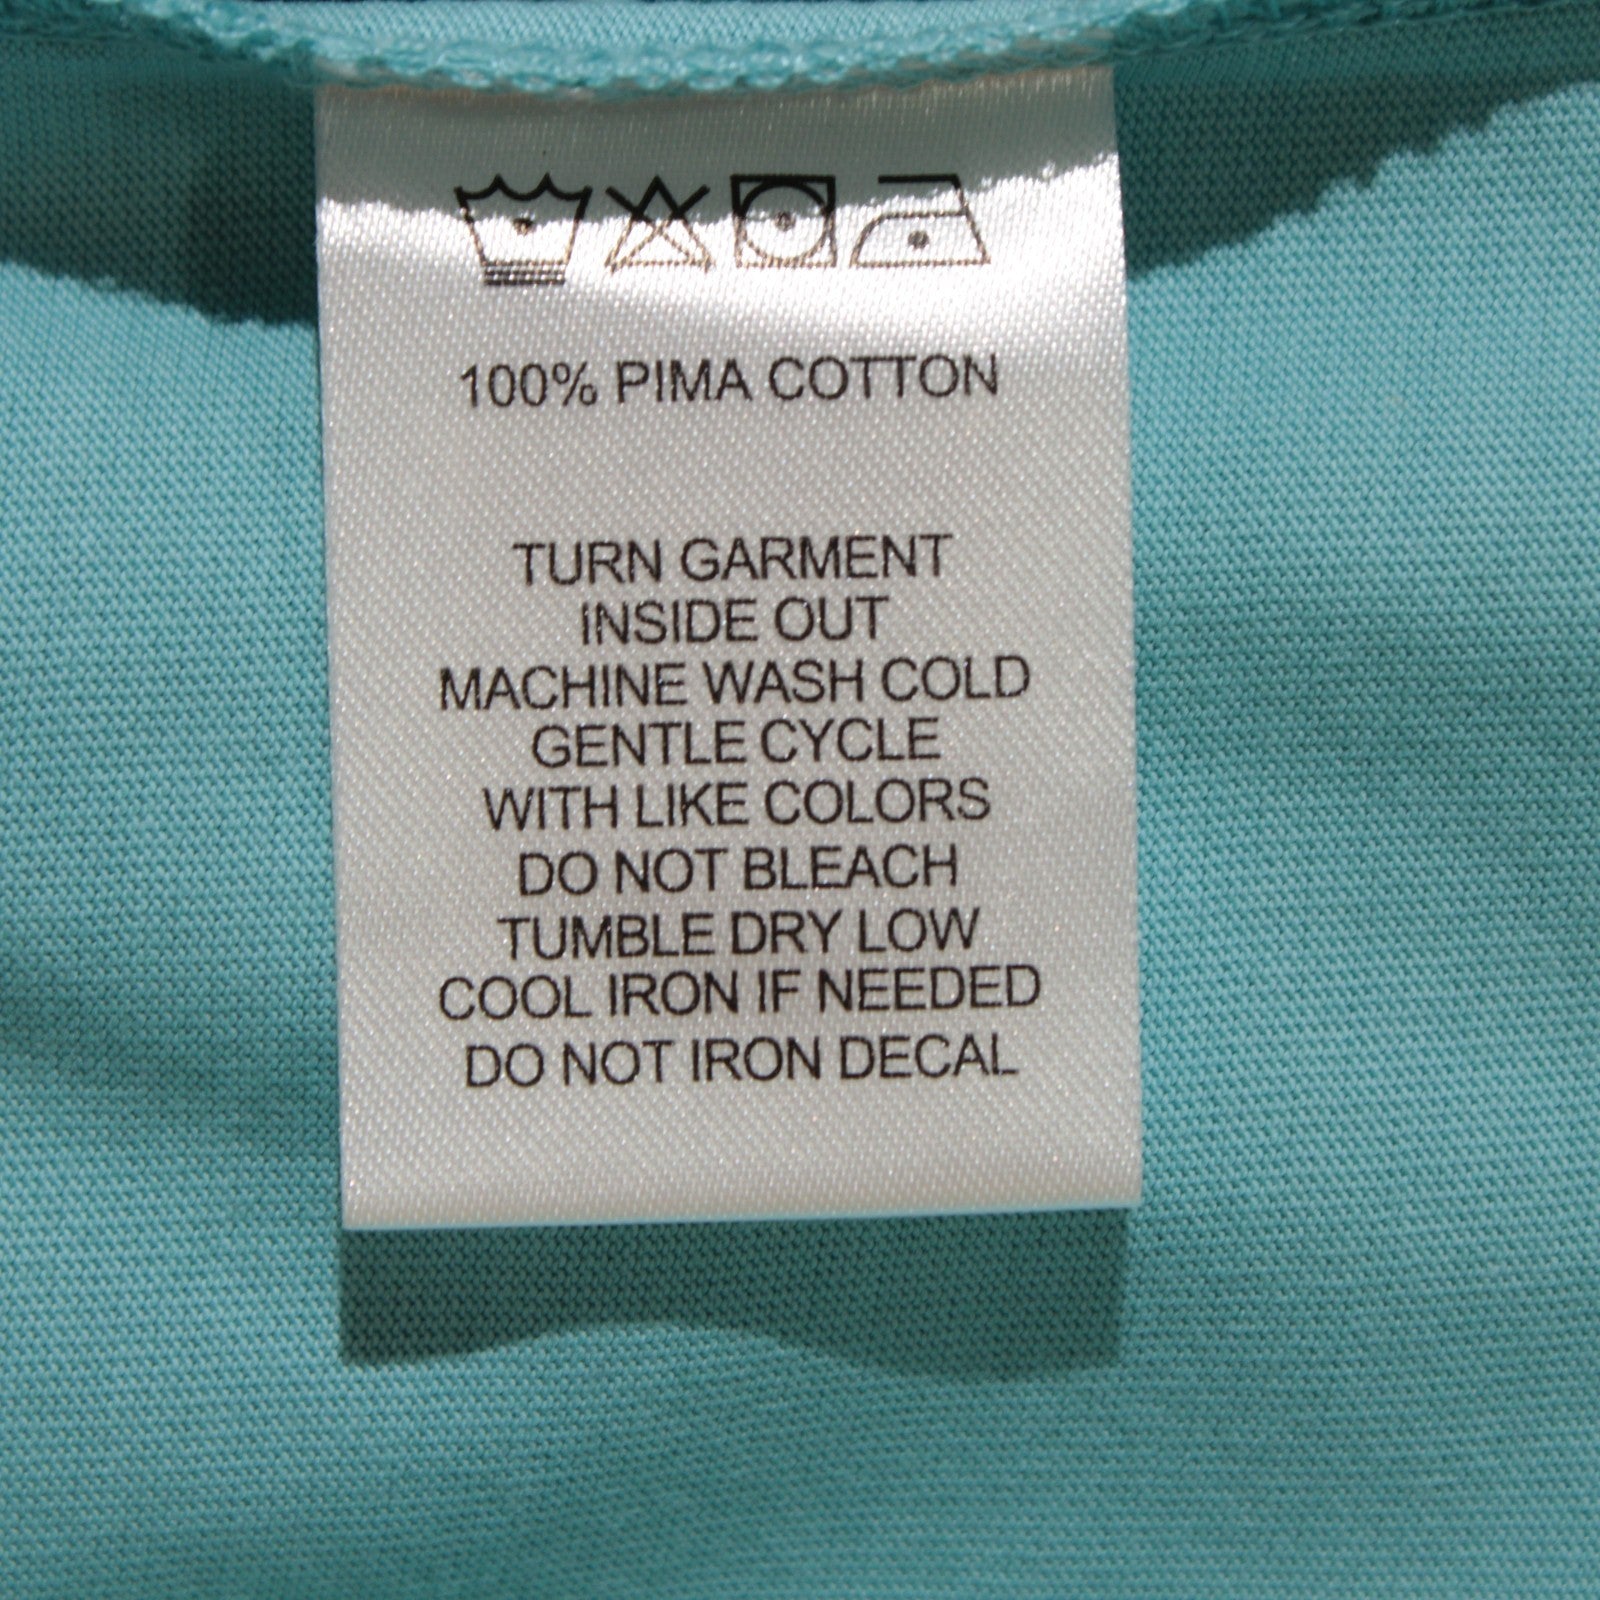 100% PIMA COTTON
TURN GARMENT
INSIDE OUT
MACHINE WASH COLD
GENTLE CYCLE
WITH LIKE COLORS
DO NOT BLEACH
TUMBLE DRY LOW
COOL IRON IF NEEDED
DO NOT IRON DECAL